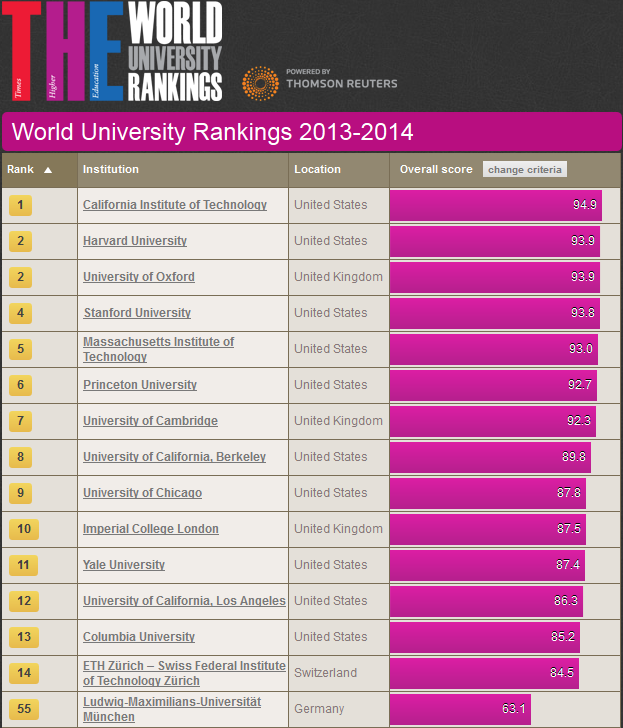 THE WORLD
UNIVERSITY
RANKINGS
Times Higher Education
POWERED BY
THOMSON REUTERS
World University Rankings 2013-2014
Rank ▲ Institution Location Overall score change criteria
1 California Institute of Technology United States 94.9
2 Harvard University United States 93.9
2 University of Oxford United Kingdom 93.9
4 Stanford University United States 93.8
5 Massachusetts Institute of
Technology United States 93.0
6 Princeton University United States 92.7
7 University of Cambridge United Kingdom 92.3
8 University of California, Berkeley United States 89.8
9 University of Chicago United States 87.8
10 Imperial College London United Kingdom 87.5
11 Yale University United States 87.4
12 University of California, Los Angeles United States 86.3
13 Columbia University United States 85.2
14 ETH Zürich – Swiss Federal Institute
of Technology Zürich Switzerland 84.5
55 Ludwig-Maximilians-Universität
München Germany 63.1